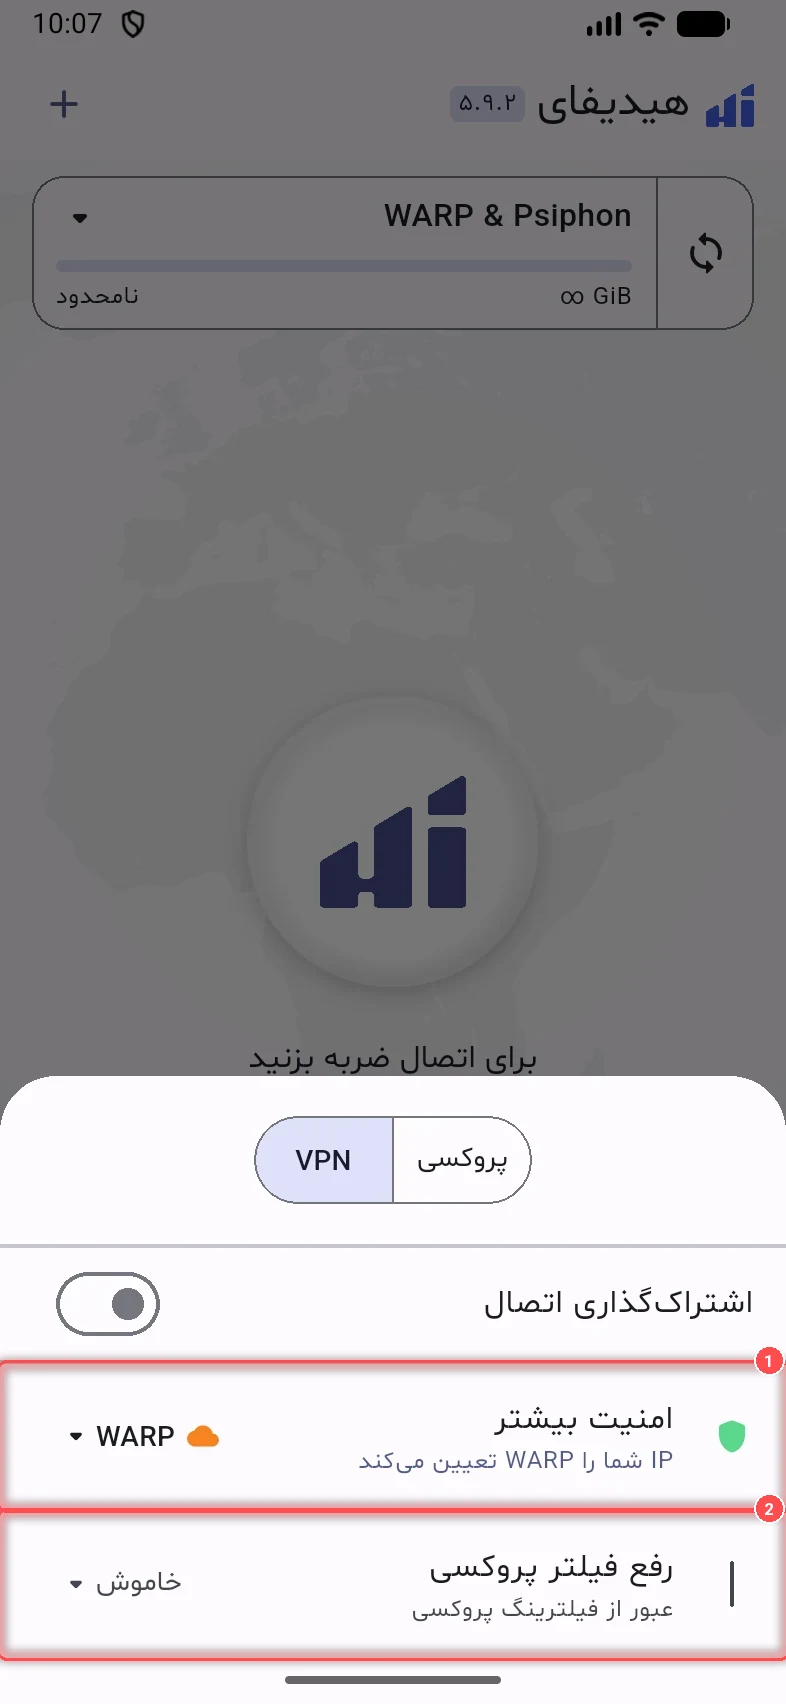 10:07
هیدیفای ۵.۹.۲
WARP & Psiphon
∞ GiB
نامحدود
برای اتصال ضربه بزنید
پروکسی
VPN
اشتراک‌گذاری اتصال
1
امنیت بیشتر
IP شما را WARP تعیین می‌کند
WARP
2
رفع فیلتر پروکسی
عبور از فیلترینگ پروکسی
خاموش